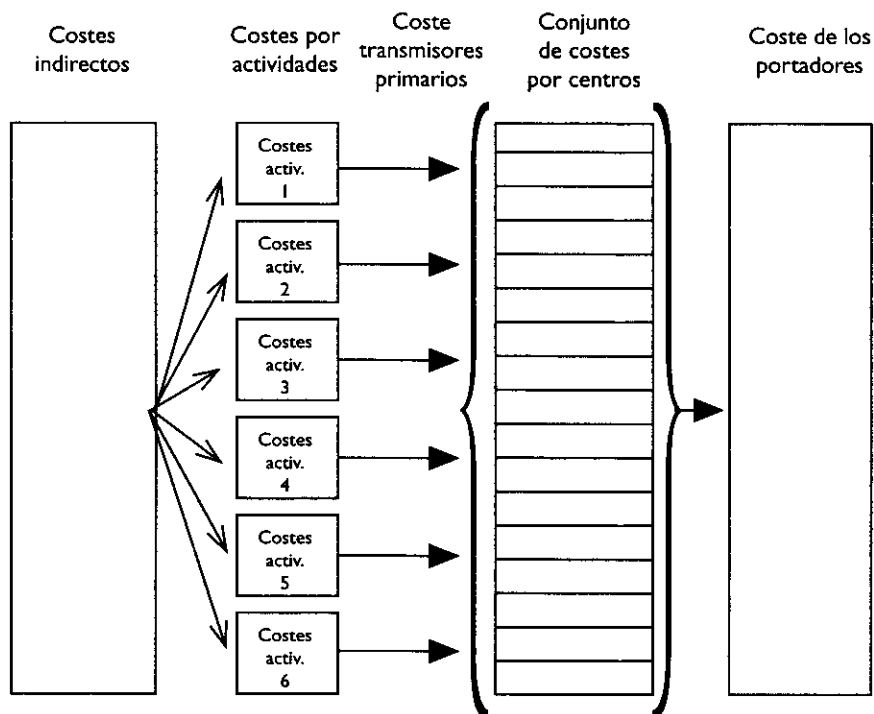 Costes
indirectos
Costes por
actividades
Coste
transmisores
primarios
Conjunto
de costes
por centros
Coste de los
portadores
Costes
activ.
1
Costes
activ.
2
Costes
activ.
3
Costes
activ.
4
Costes
activ.
5
Costes
activ.
6